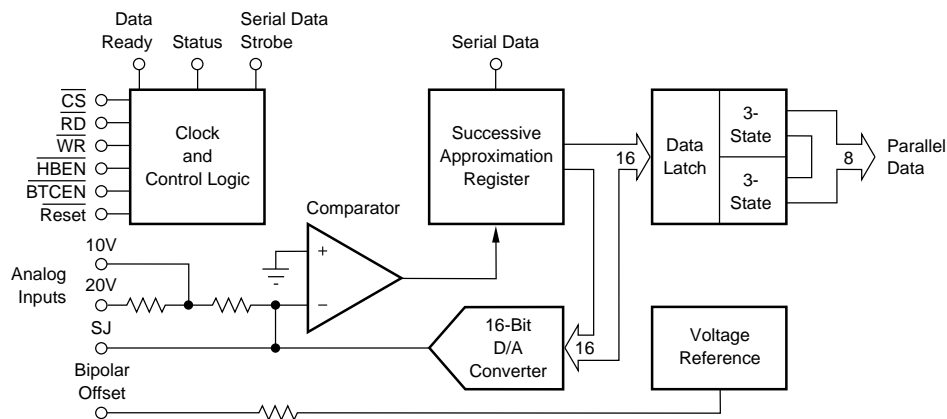 Data
Ready
Status
Serial Data
Strobe
Serial Data
CS
RD
WR
HBEN
BTCEN
Reset
Clock
and
Control Logic
Successive
Approximation
Register
16
Data
Latch
3-
State
3-
State
8
Parallel
Data
Comparator
+
−
10V
Analog
Inputs
20V
SJ
Bipolar
Offset
16-Bit
D/A
Converter
16
Voltage
Reference